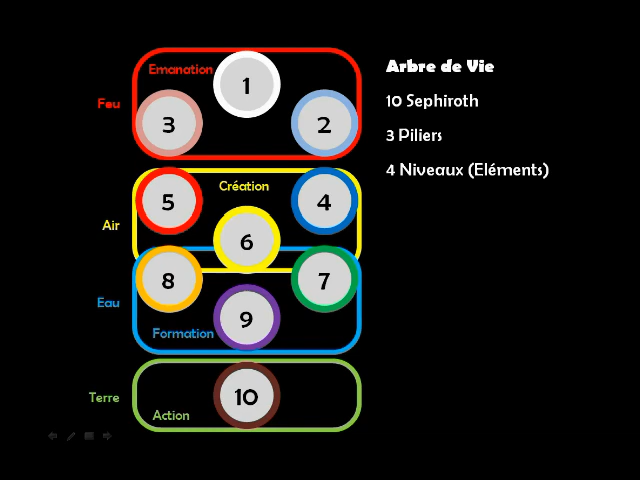 Arbre de Vie
10 Sephiroth
3 Piliers
4 Niveaux (Eléments)
Emanation
1
Feu
3
2
Création
5
4
Air
6
8
7
Eau
9
Formation
10
Terre
Action